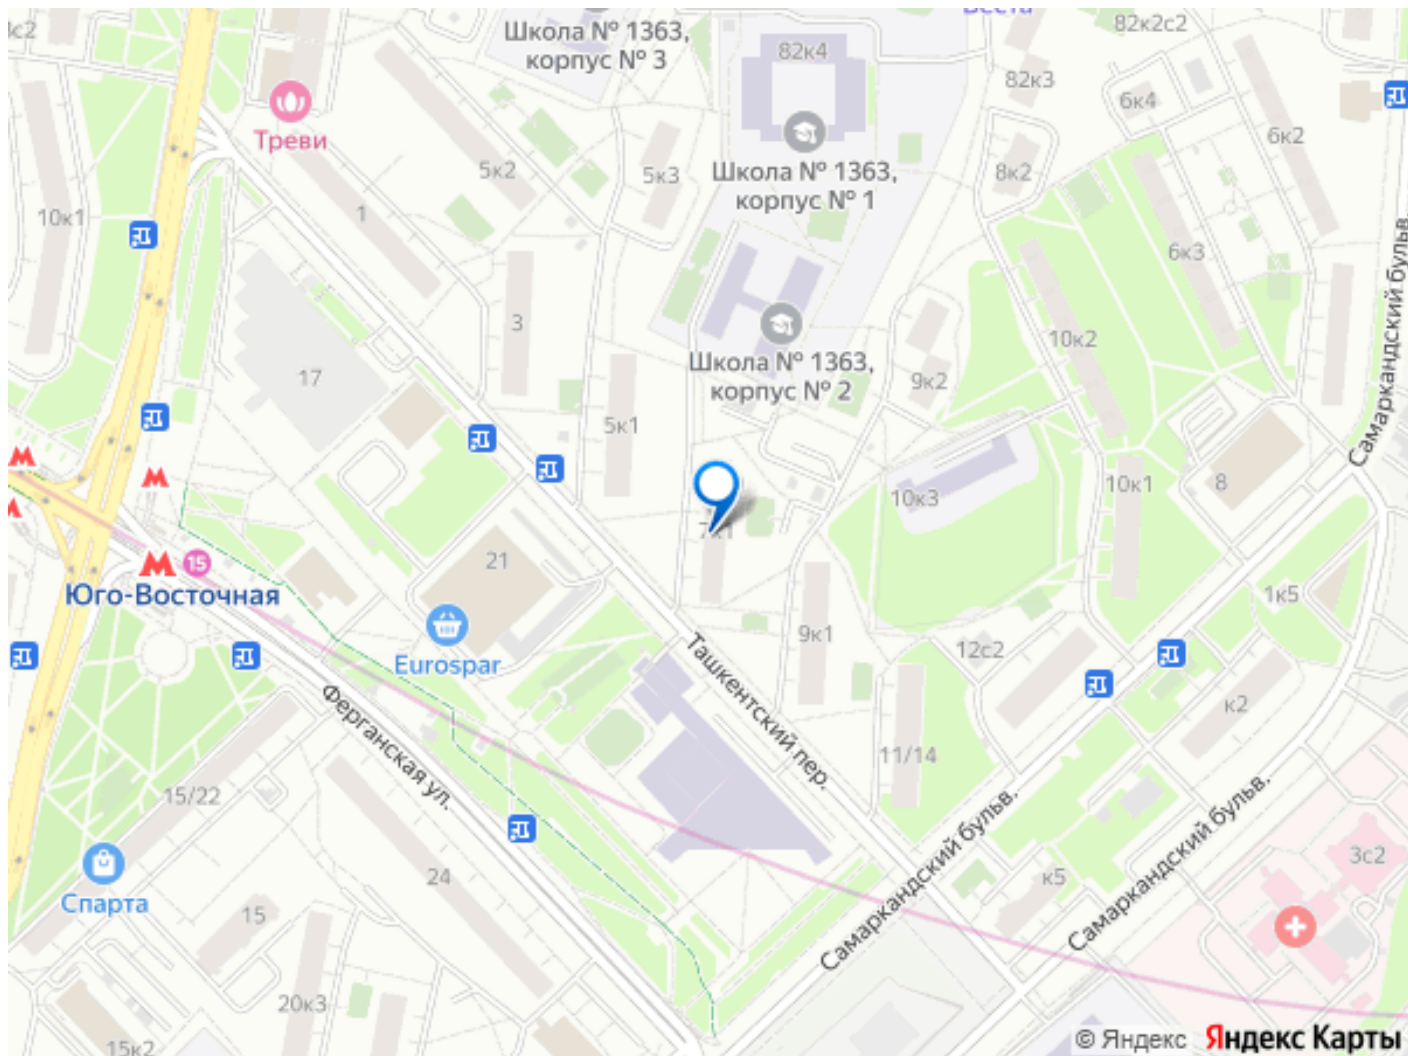 3с2
Школа № 1363,
корпус № 3
82к4
82к2с2
82к3
6к4
6к2
Треви
5к2
5к3
Школа № 1363,
корпус № 1
8к2
10к1
1
6к3
Самаркандский бульв.
3
17
Школа № 1363,
корпус № 2
10к2
9к2
5к1
10к3
10к1
8
7к1
21
15
Юго-Восточная
Eurospar
1к5
9к1
12с2
Ташкентский пер.
Ферганская ул.
к2
11/14
15/22
Самаркандский бульв.
Самаркандский бульв.
24
к5
3с2
Спарта
15
20к3
15к2
© Яндекс Яндекс Карты